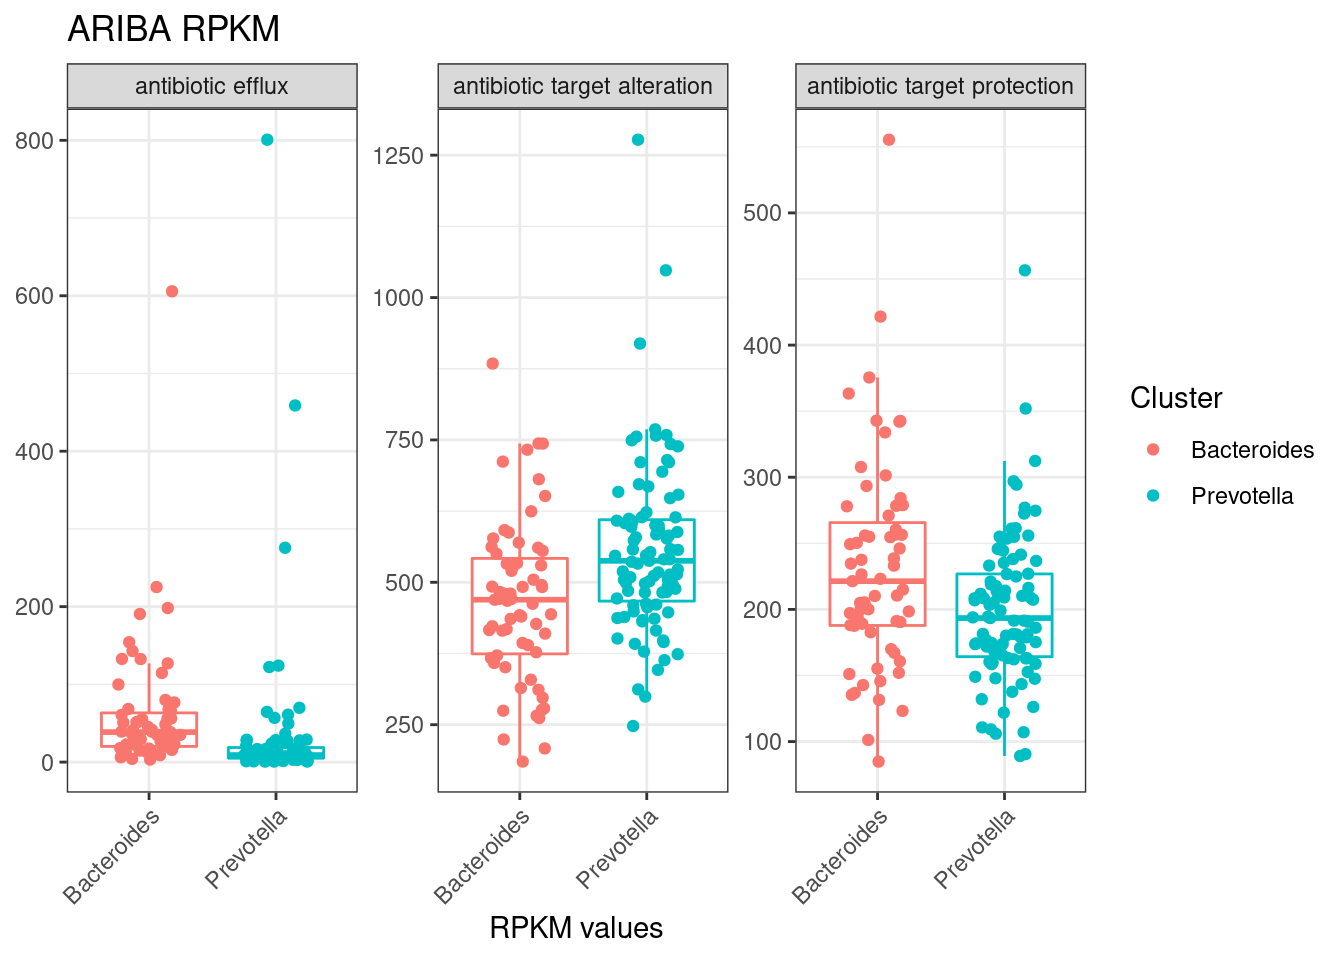 ARIBA RPKM
antibiotic efflux
antibiotic target alteration
antibiotic target protection
800
600
400
200
0
1250
1000
750
500
250
500
400
300
200
100
Bacteroides
Prevotella
Bacteroides
Prevotella
Bacteroides
Prevotella
RPKM values
Cluster
Bacteroides
Prevotella